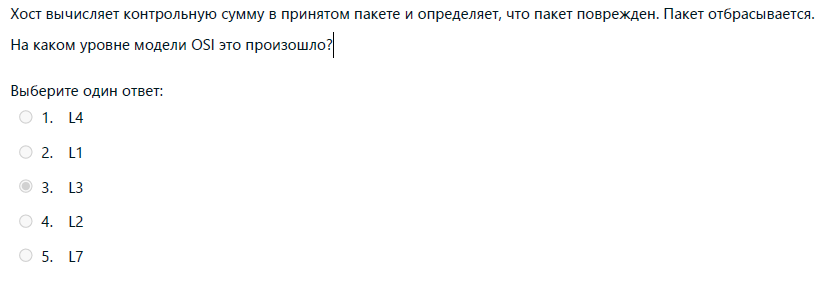 Хост вычисляет контрольную сумму в принятом пакете и определяет, что пакет поврежден. Пакет отбрасывается.
На каком уровне модели OSI это произошло?
Выберите один ответ:
1. L4
2. L1
3. L3
4. L2
5. L7